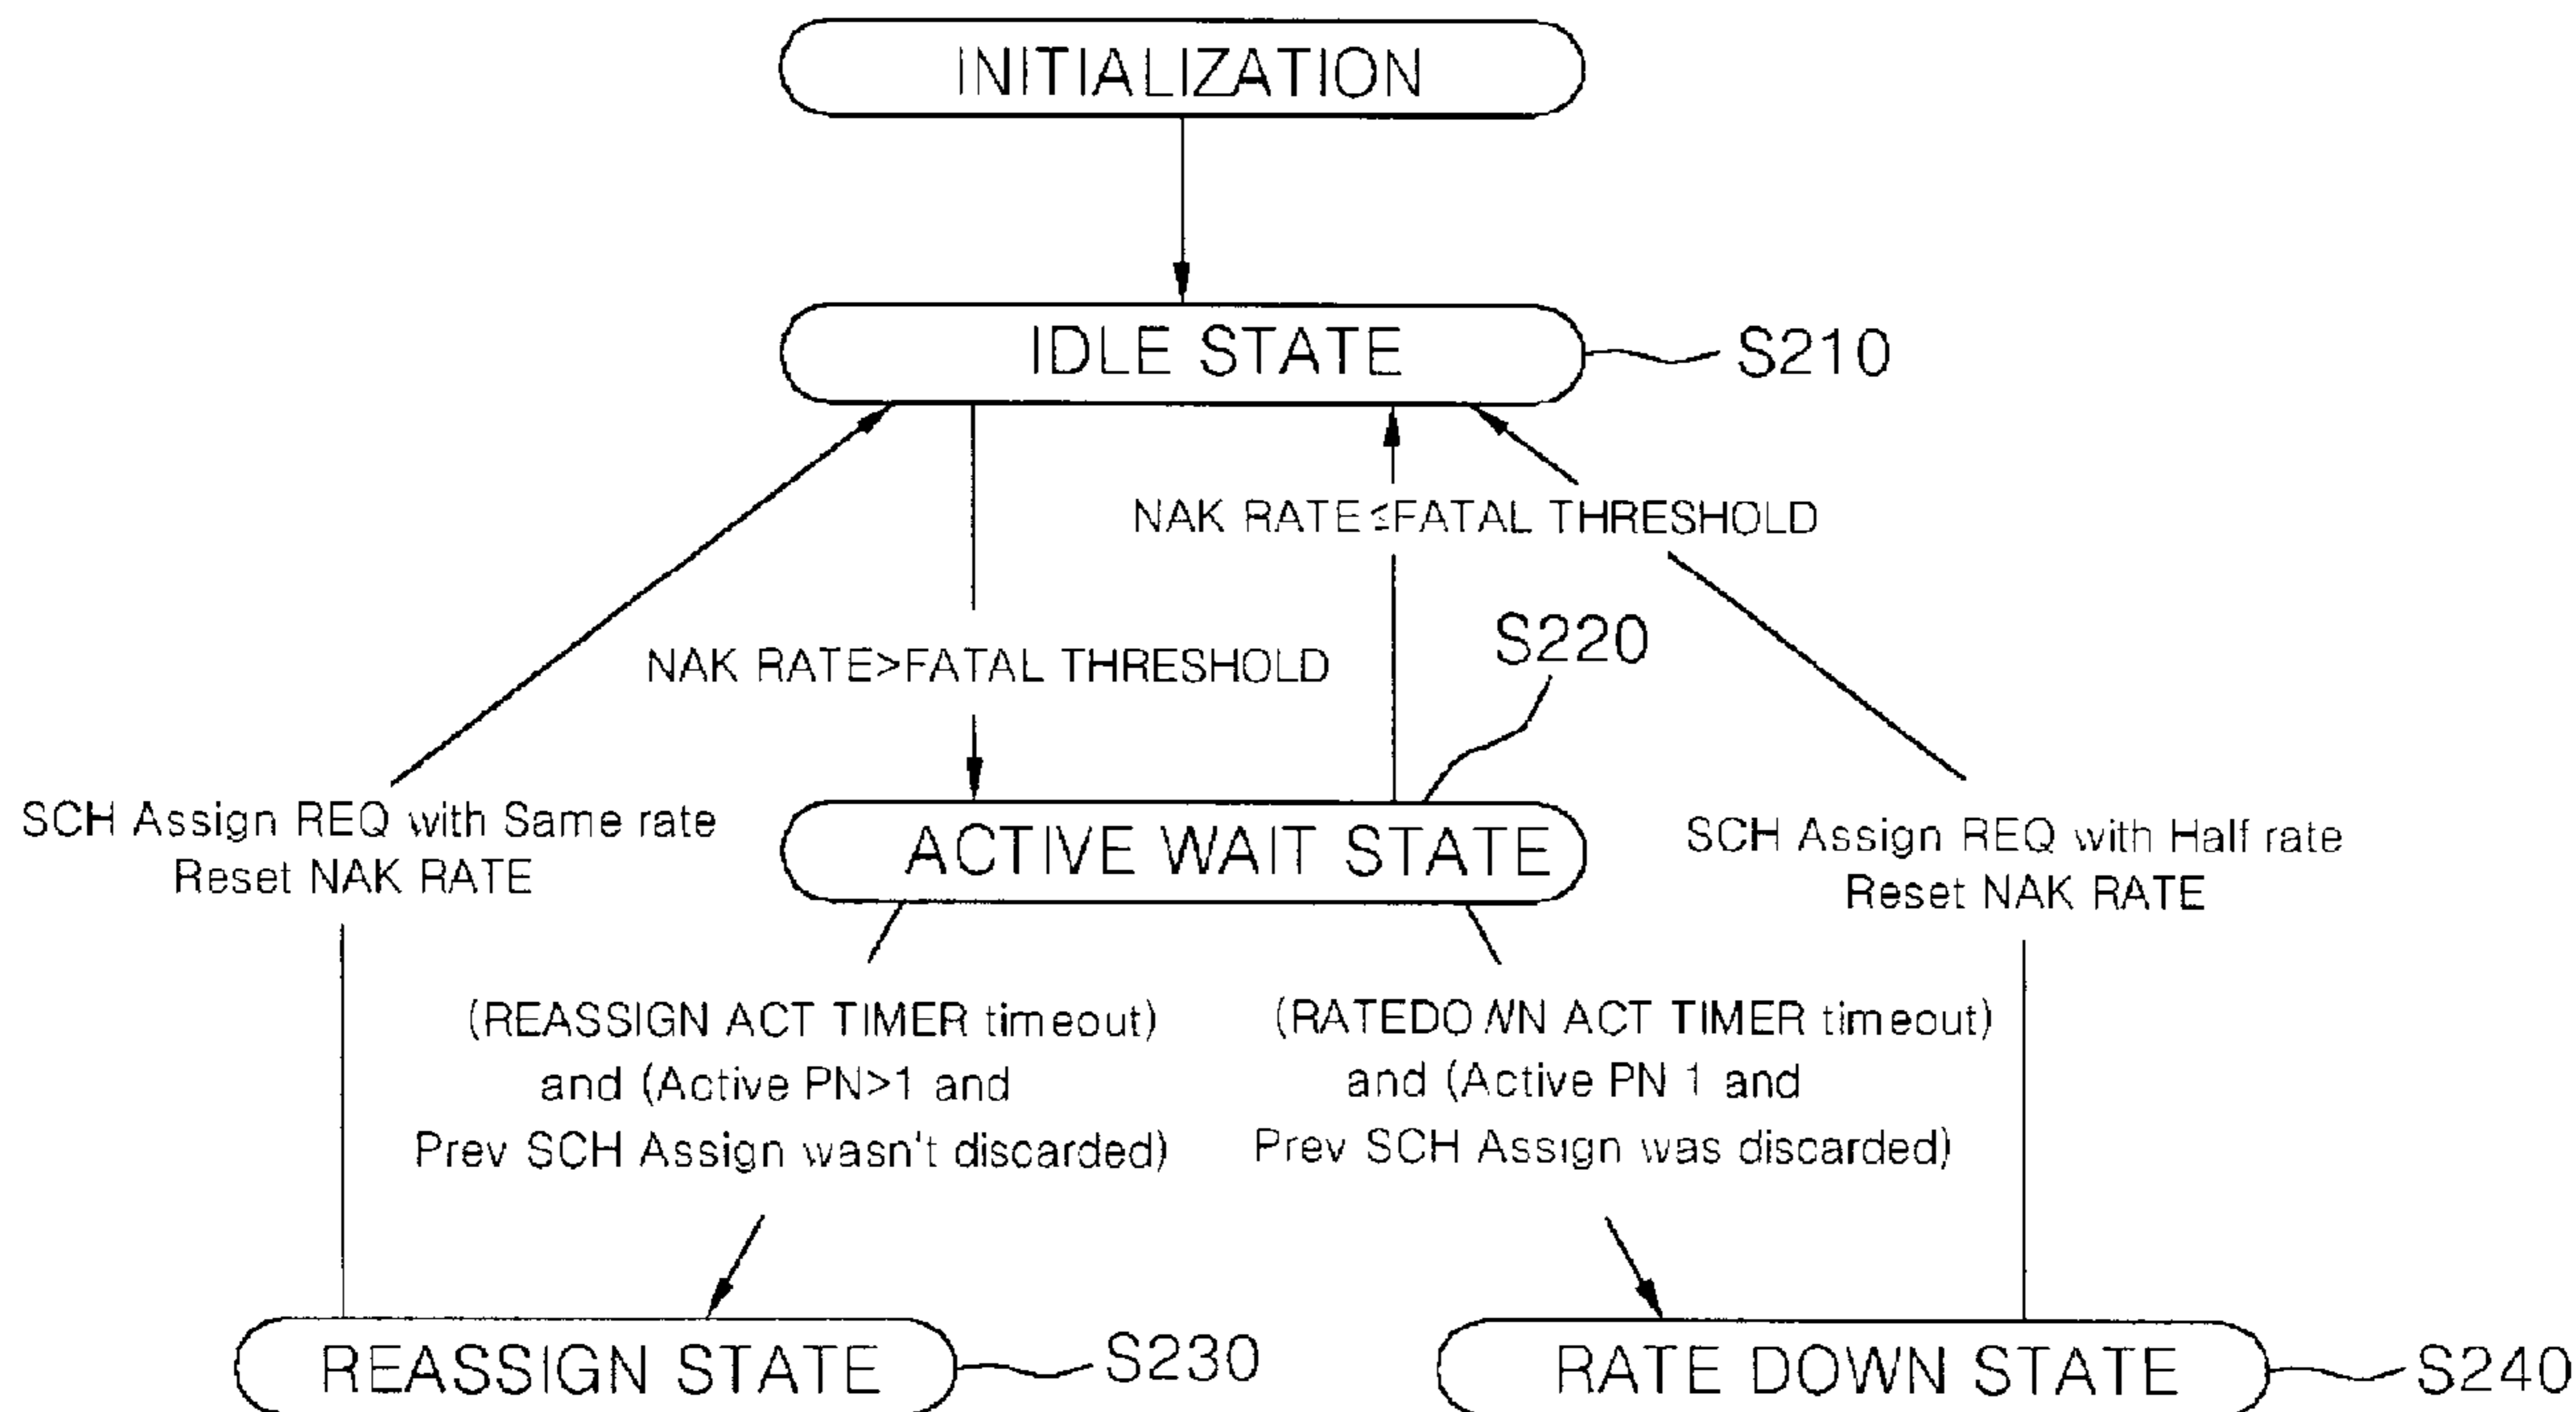 INITIALIZATION
IDLE STATE
S210
NAK RATE≤FATAL THRESHOLD
S220
NAK RATE>FATAL THRESHOLD
SCH Assign REQ with Same rate
Reset NAK RATE
ACTIVE WAIT STATE
SCH Assign REQ with Half rate
Reset NAK RATE
(REASSIGN ACT TIMER timeout)
and (Active PN>1 and
Prev SCH Assign wasn't discarded)
(RATEDOWN ACT TIMER timeout)
and (Active PN 1 and
Prev SCH Assign was discarded)
REASSIGN STATE
S230
RATE DOWN STATE
S240